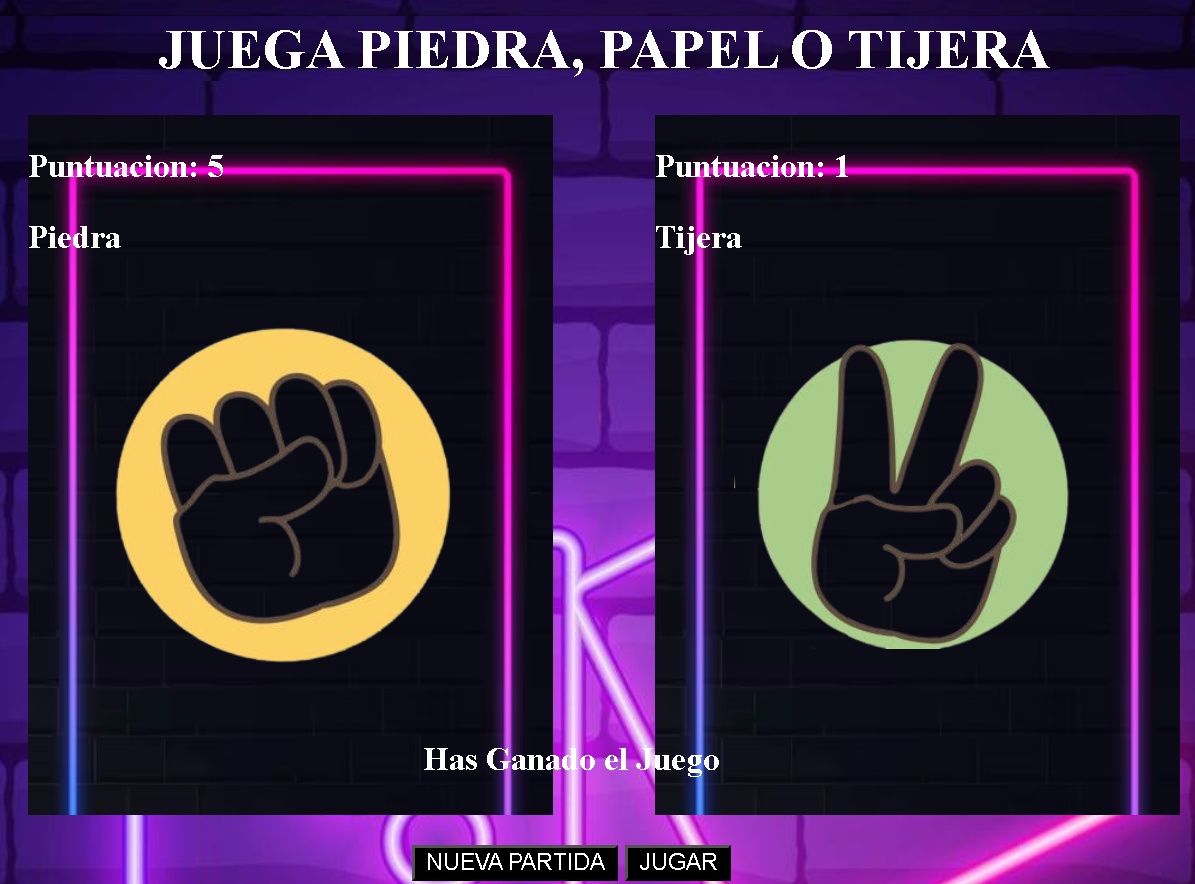 JUEGA PIEDRA, PAPEL O TIJERA
Puntuacion: 5
Piedra
Puntuacion: 1
Tijera
Has Ganado el Juego
NUEVA PARTIDA
JUGAR